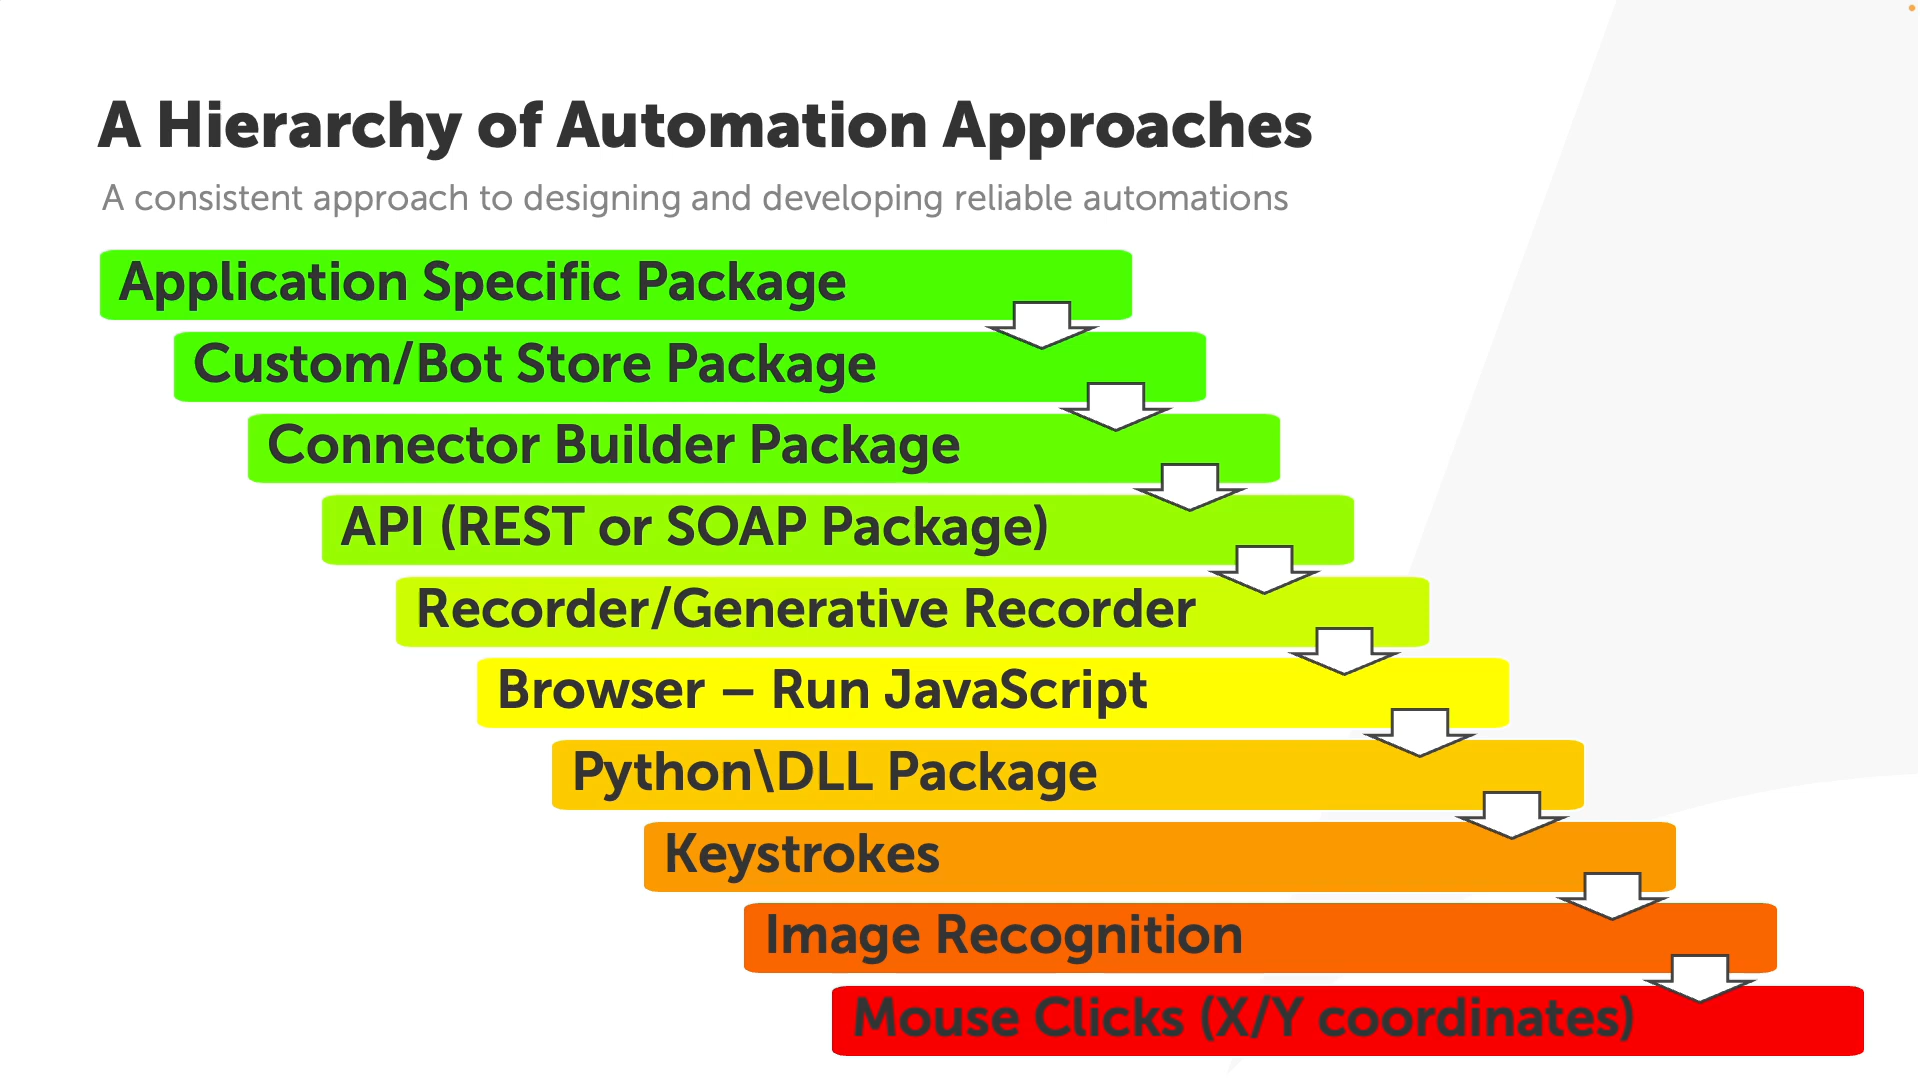 A Hierarchy of Automation Approaches
A consistent approach to designing and developing reliable automations
Application Specific Package
Custom/Bot Store Package
Connector Builder Package
API (REST or SOAP Package)
Recorder/Generative Recorder
Browser – Run JavaScript
Python\DLL Package
Keystrokes
Image Recognition
Mouse Clicks (X/Y coordinates)